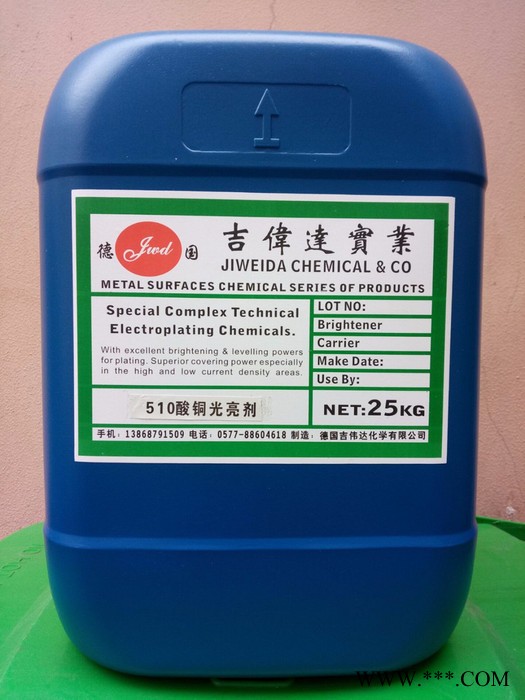 吉偉達實業
德 Jwd 国
JIWEIDA CHEMICAL & CO
METAL SURFACES CHEMICAL SERIES OF PRODUCTS
Special Complex Technical
Electroplating Chemicals.
With excellent brightening & levelling powers
for plating. Superior covering power especially
in the high and low current density areas.
LOT NO:
Brightener
Carrier
Make Date:
Use By:
510酸铜光亮剂
NET:25KG
手机：13868791509 电话：0577-88604618 制造：德国吉伟达化学有限公司
WWW.***.COM